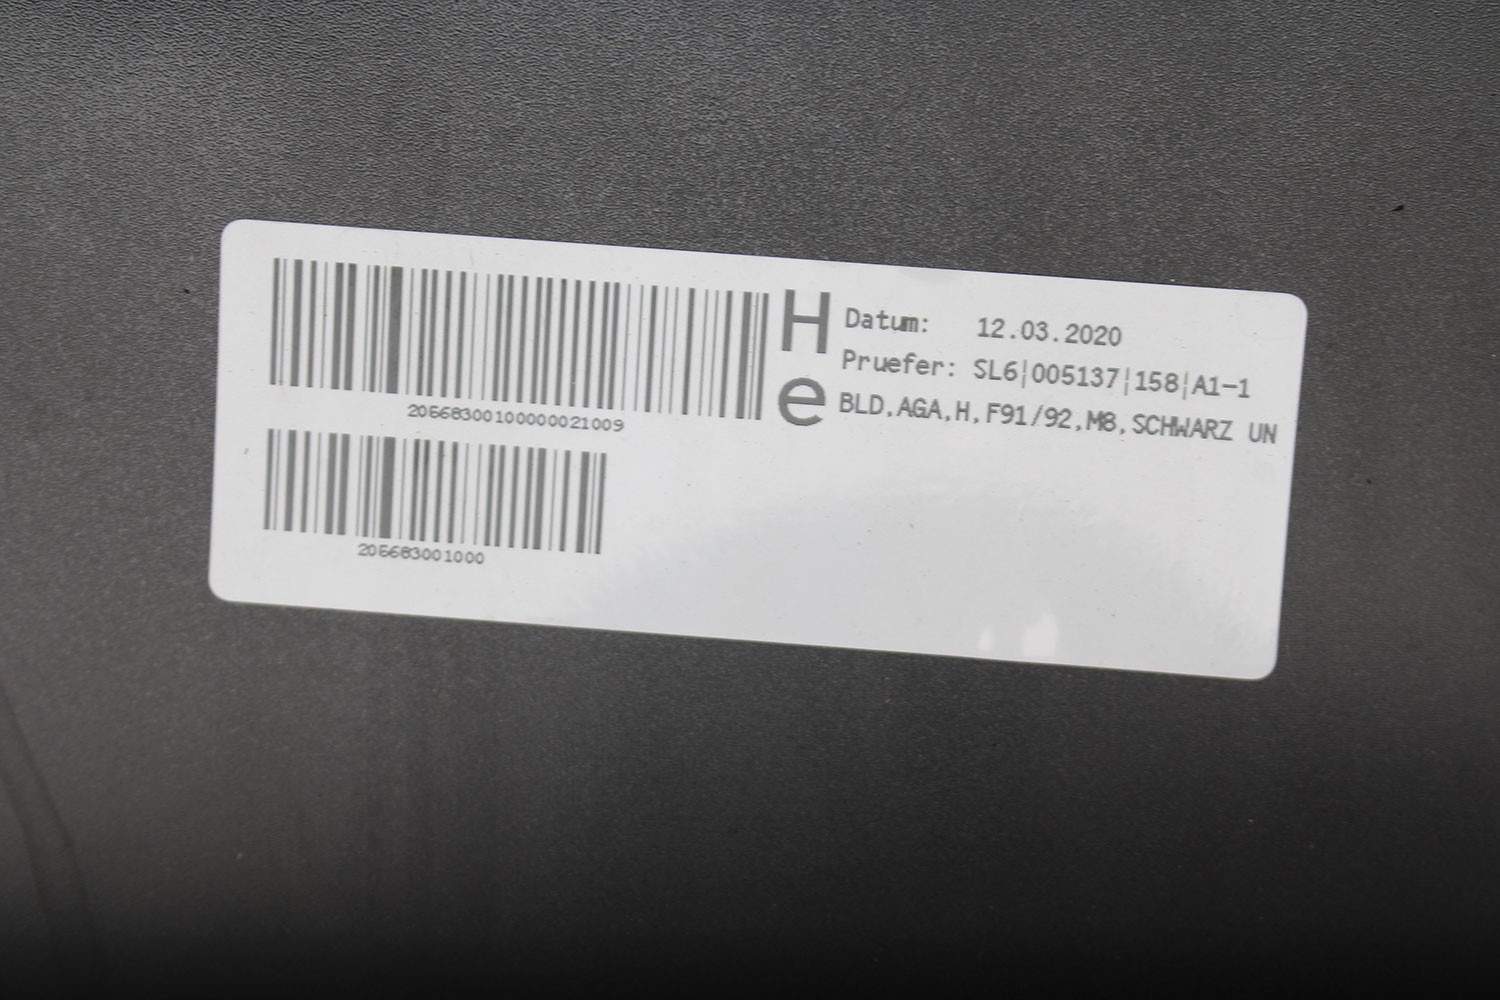 H
e
Datum: 12.03.2020
Pruefer: SL6|005137|158|A1-1
BLD,AGA,H,F91/92,M8,SCHWARZ UN
20668300100000021009
206683001000